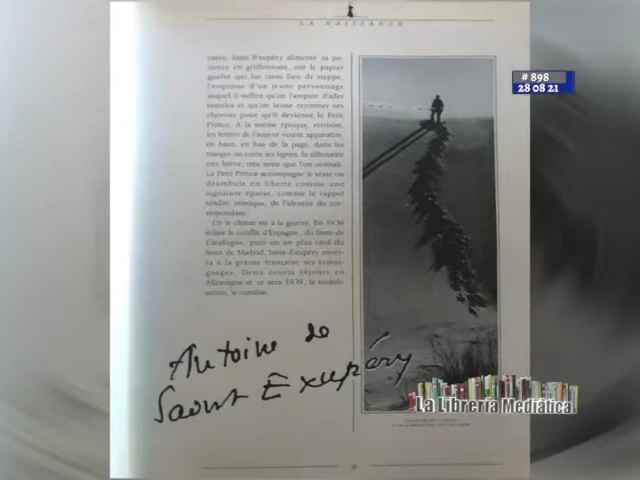 LA NAISSANCE
Saint-Exupéry alimente sa pa-
tience en griffonnant, sur le papier
gaufré qui lui tient lieu de nappe,
l'esquisse d'un jeune personnage
auquel il suffira qu'on l'ampute d'ailes
inutiles et qu'on laisse rayonner ses
cheveux pour qu'il devienne le Petit
Prince. A la même époque, environ,
les lettres de l'auteur voient apparaître,
en haut, en bas de la page, dans les
marges ou entre les lignes, la silhouette
très brève, très nette que l'on connaît.
Le Petit Prince accompagne le texte ou
déambule en liberté comme une
signature éparse, comme le rappel
tendre, ironique, de l'identité du cor-
respondant.
Or le climat est à la guerre. En 1936
éclate le conflit d'Espagne ; du front de
Catalogne, puis un an plus tard du
front de Madrid, Saint-Exupéry
à la presse française ses témoi-
gnages. Deux courts séjours en
Allemagne et ce sera 1939, la mobili-
sation, le combat.
Antoine de
Saint Exupéry
# 898
28 08 21
La Librería Mediática